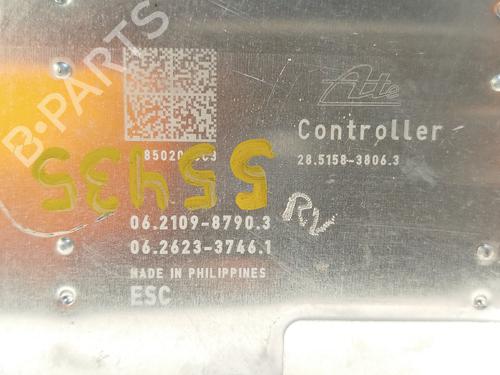 B-PARTS
Ate
Controller
28.5158-3806.3
55435
RV
06.2109-8790.3
06.2623-3746.1
MADE IN PHILIPPINES
ESC